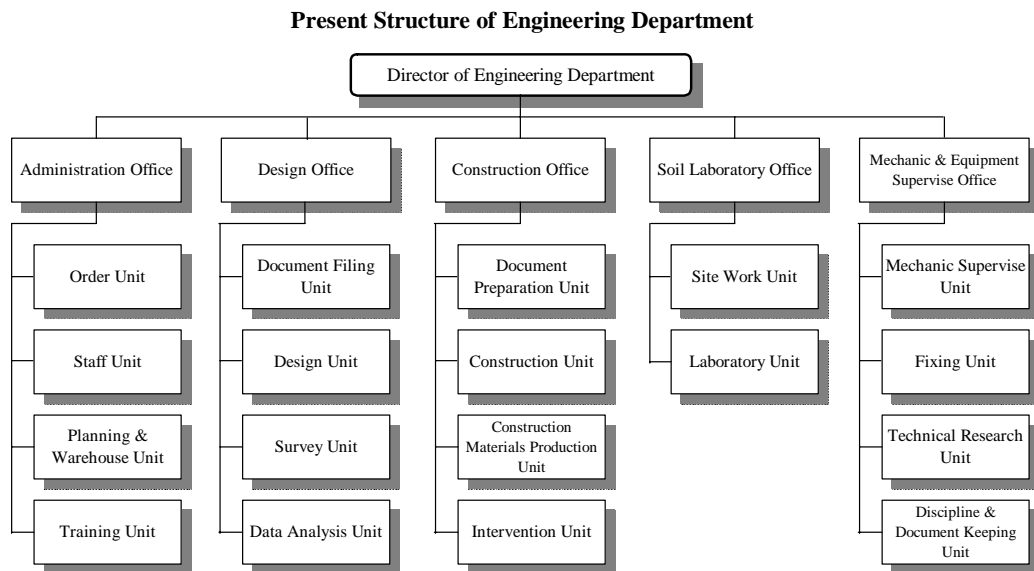 Present Structure of Engineering Department
Director of Engineering Department
Administration Office
Design Office
Construction Office
Soil Laboratory Office
Mechanic & Equipment
Supervise Office
Order Unit
Document Filing
Unit
Document
Preparation Unit
Site Work Unit
Mechanic Supervise
Unit
Staff Unit
Design Unit
Construction Unit
Laboratory Unit
Fixing Unit
Planning &
Warehouse Unit
Survey Unit
Construction
Materials Production
Unit
Technical Research
Unit
Training Unit
Data Analysis Unit
Intervention Unit
Discipline &
Document Keeping
Unit